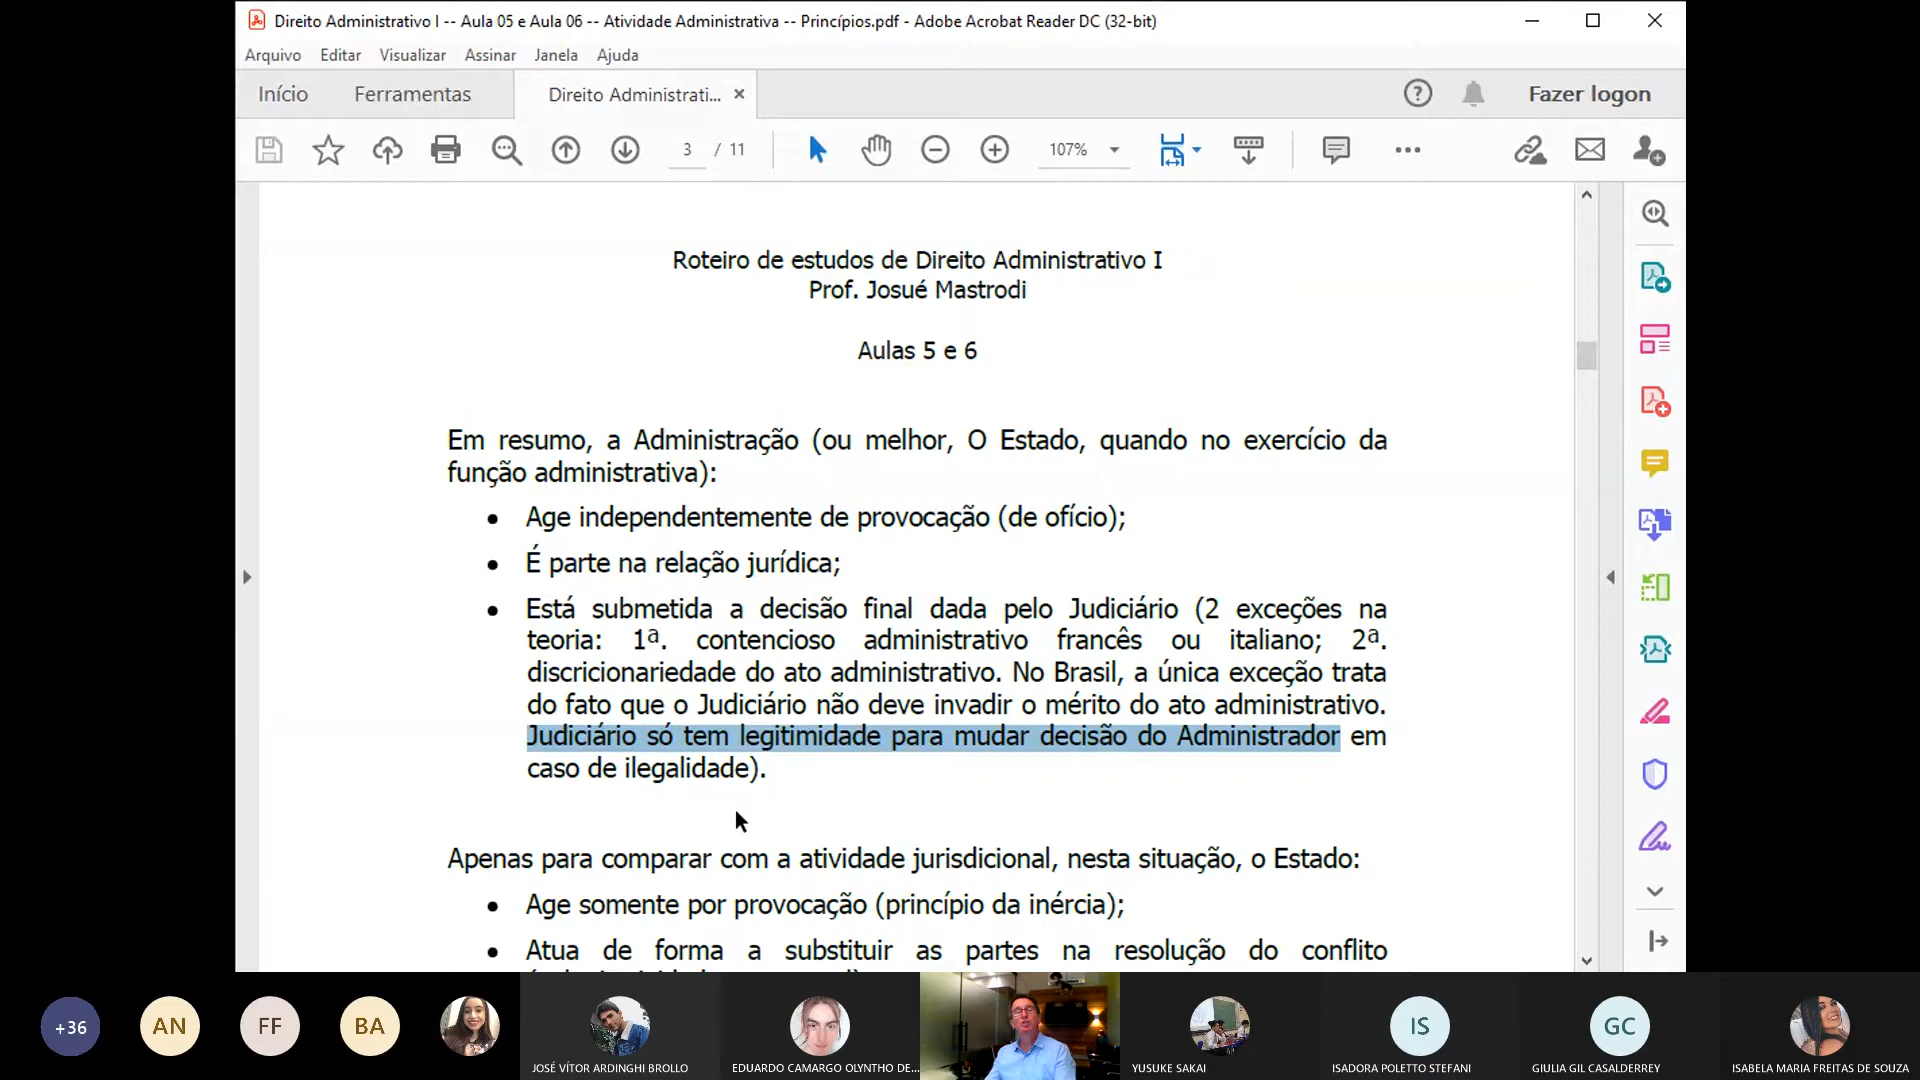 Direito Administrativo I -- Aula 05 e Aula 06 -- Atividade Administrativa -- Princípios.pdf - Adobe Acrobat Reader DC (32-bit)
Arquivo Editar Visualizar Assinar Janela Ajuda
Início Ferramentas Direito Administrati... Fazer logon
3 / 11 107%
Roteiro de estudos de Direito Administrativo I
Prof. Josué Mastrodi
Aulas 5 e 6
Em resumo, a Administração (ou melhor, O Estado, quando no exercício da
função administrativa):
• Age independentemente de provocação (de ofício);
• É parte na relação jurídica;
• Está submetida a decisão final dada pelo Judiciário (2 exceções na
teoria: 1ª. contencioso administrativo francês ou italiano; 2ª.
discricionariedade do ato administrativo. No Brasil, a única exceção trata
do fato que o Judiciário não deve invadir o mérito do ato administrativo.
Judiciário só tem legitimidade para mudar decisão do Administrador em
caso de ilegalidade).
Apenas para comparar com a atividade jurisdicional, nesta situação, o Estado:
• Age somente por provocação (princípio da inércia);
• Atua de forma a substituir as partes na resolução do conflito
+36 AN FF BA IS GC
JOSÉ VÍTOR ARDINGHI BROLLO EDUARDO CAMARGO OLYNTHO DE... YUSUKE SAKAI ISADORA POLETTO STEFANI GIULIA GIL CASALDERREY ISABELA MARIA FREITAS DE SOUZA